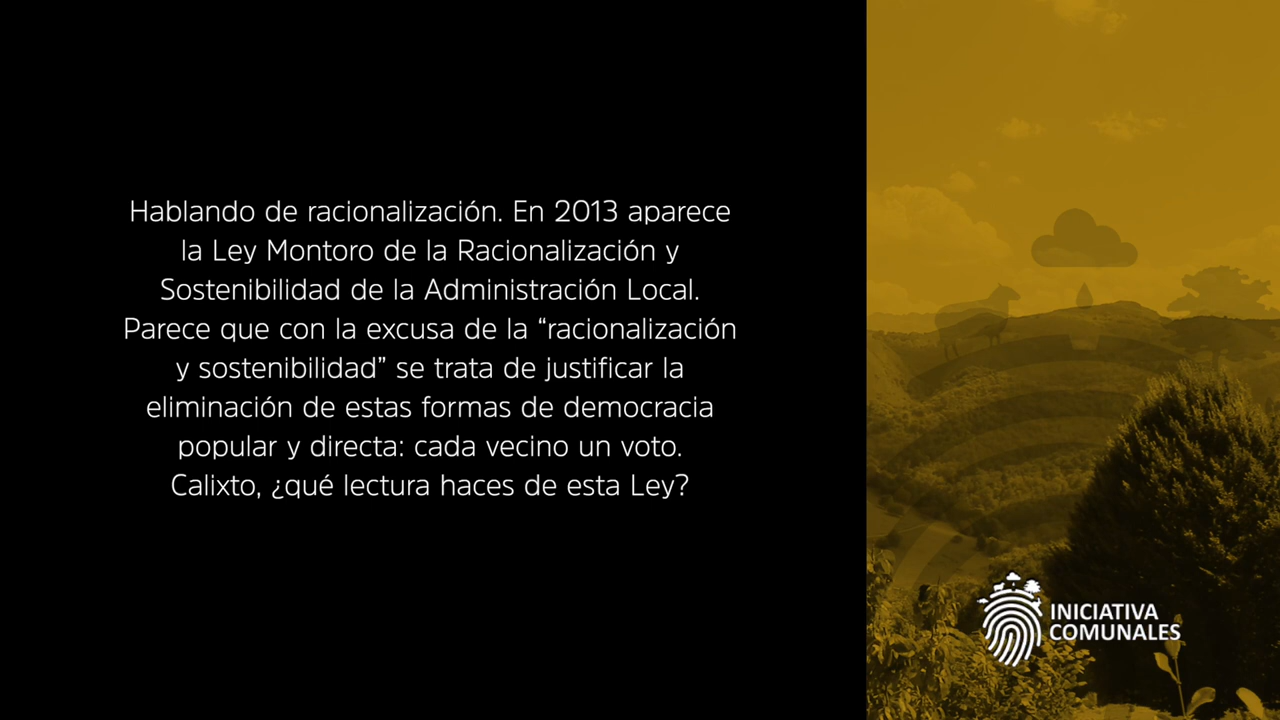 Hablando de racionalización. En 2013 aparece
la Ley Montoro de la Racionalización y
Sostenibilidad de la Administración Local.
Parece que con la excusa de la “racionalización
y sostenibilidad” se trata de justificar la
eliminación de estas formas de democracia
popular y directa: cada vecino un voto.
Calixto, ¿qué lectura haces de esta Ley?
INICIATIVA
COMUNALES